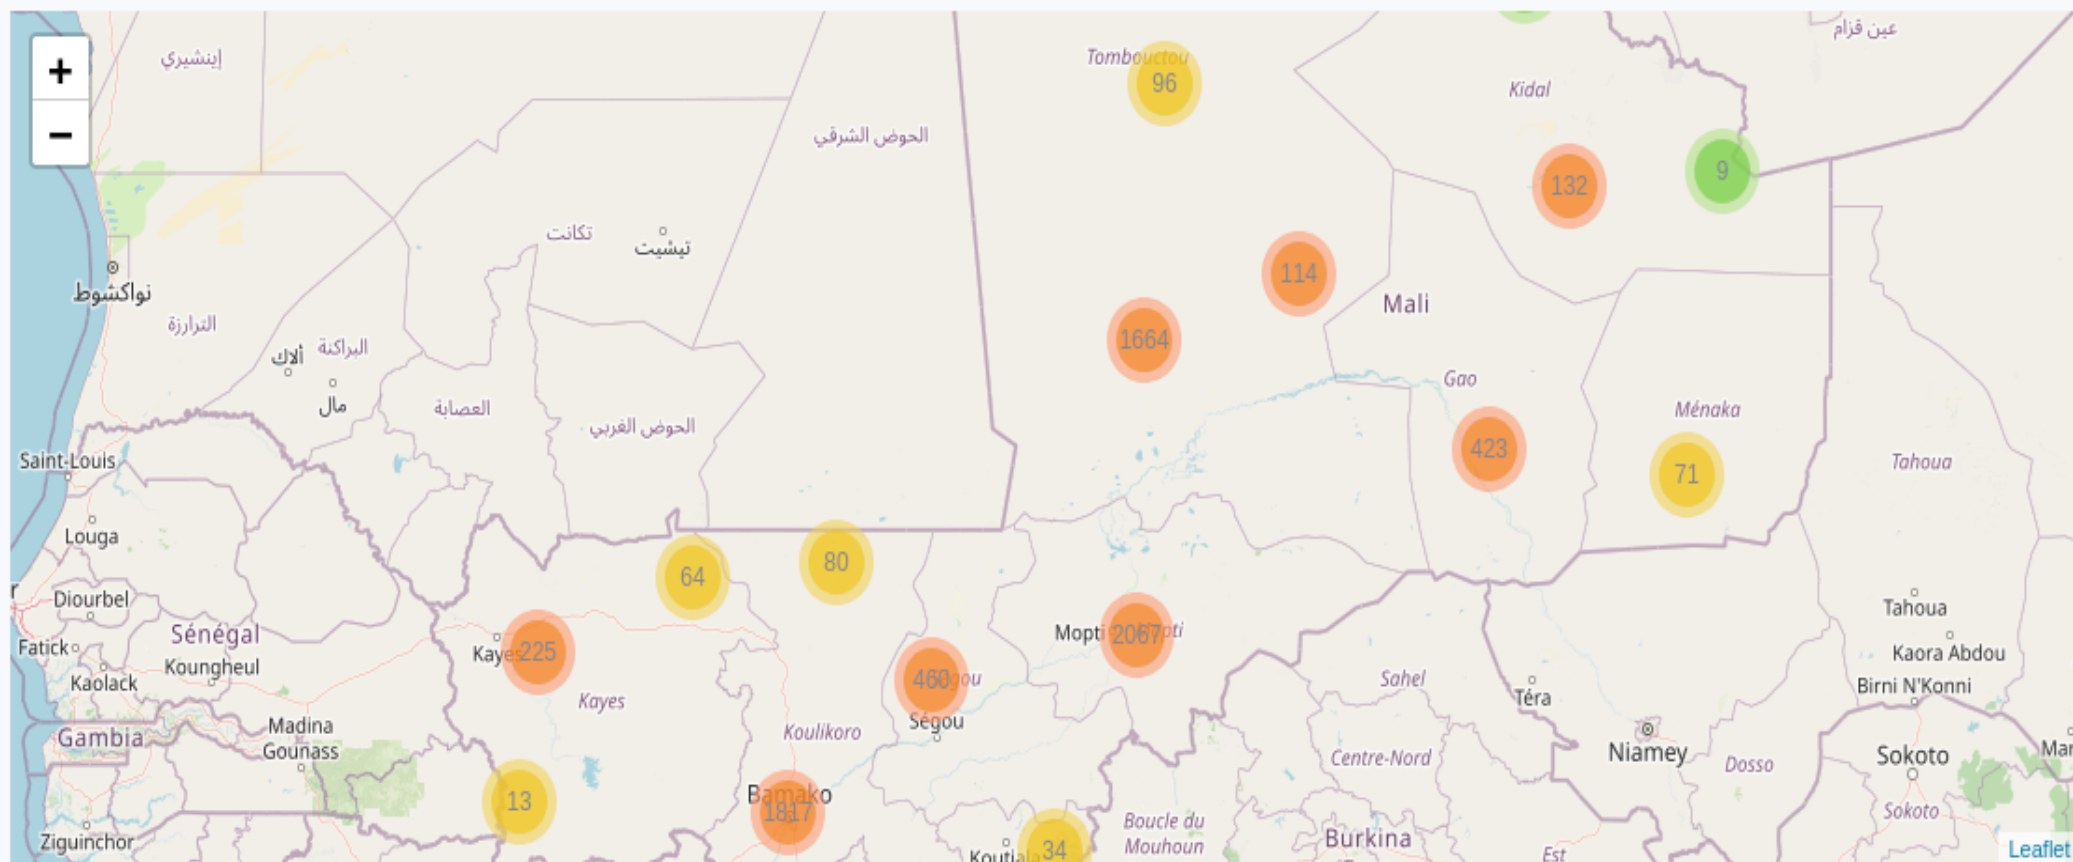 +
−
إينشيري
Tombouctou
96
Kidal
عين قزام
الحوض الشرقي
132
9
تكانت
تيشيت
114
نواكشوط
الترارزة
Mali
1664
ألاك
البراكنة
مال
العصابة
الحوض الغربي
Gao
Ménaka
423
71
Saint-Louis
Tahoua
Louga
64
80
Diourbel
Sénégal
Fatick
Koungheul
Kaolack
Kayes
225
Kayes
Mopti
2067
460
Ségou
Sahel
Téra
Tahoua
Kaora Abdou
Birni N'Konni
Madina
Gounass
Gambia
Koulikoro
Centre-Nord
Niamey
Dosso
Sokoto
13
Bamako
1817
Ziguinchor
34
Boucle du
Mouhoun
Burkina
Est
Sokoto
Leaflet